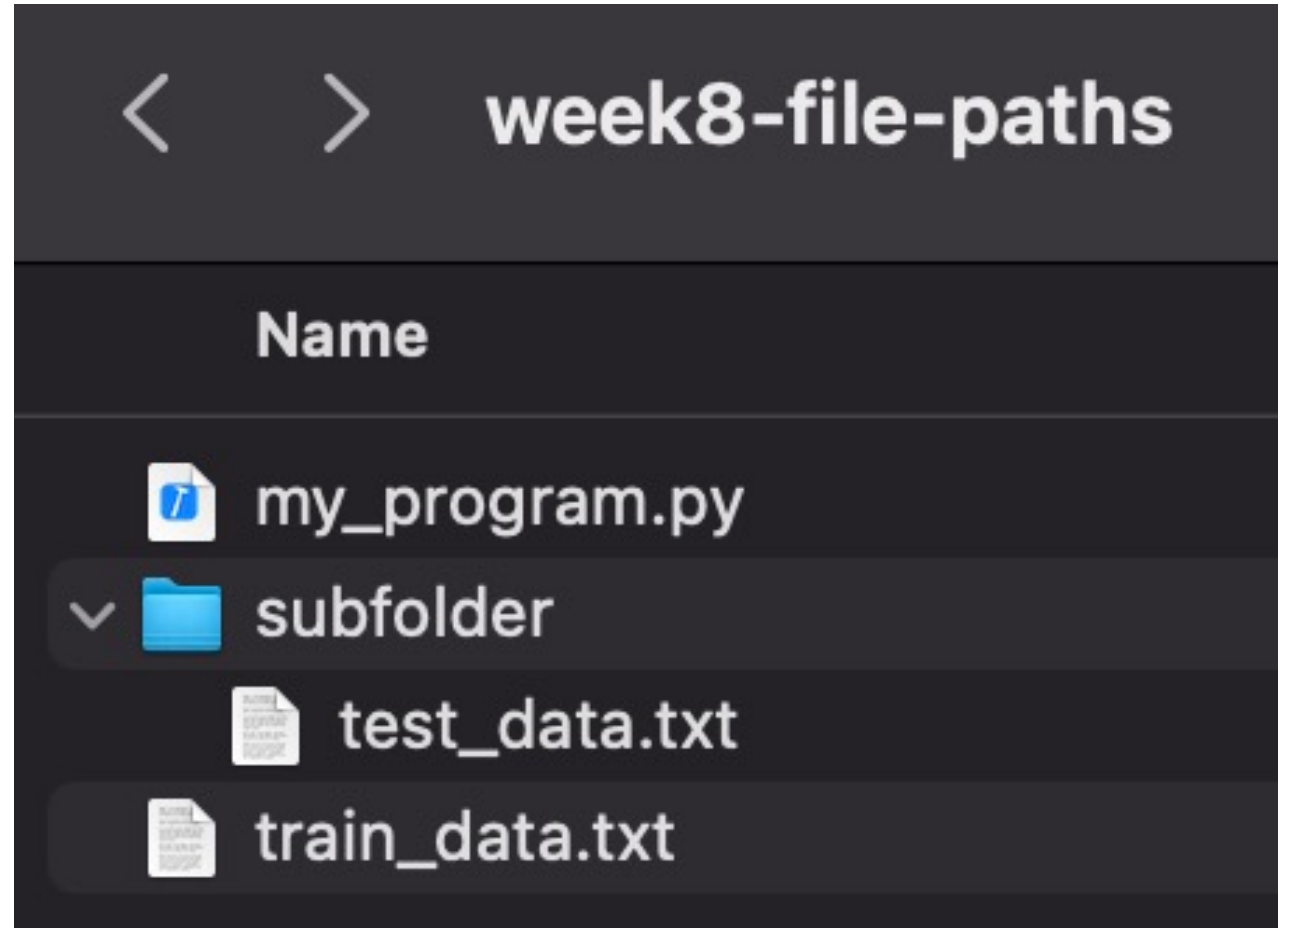 week8-file-paths
Name
my_program.py
subfolder
test_data.txt
train_data.txt